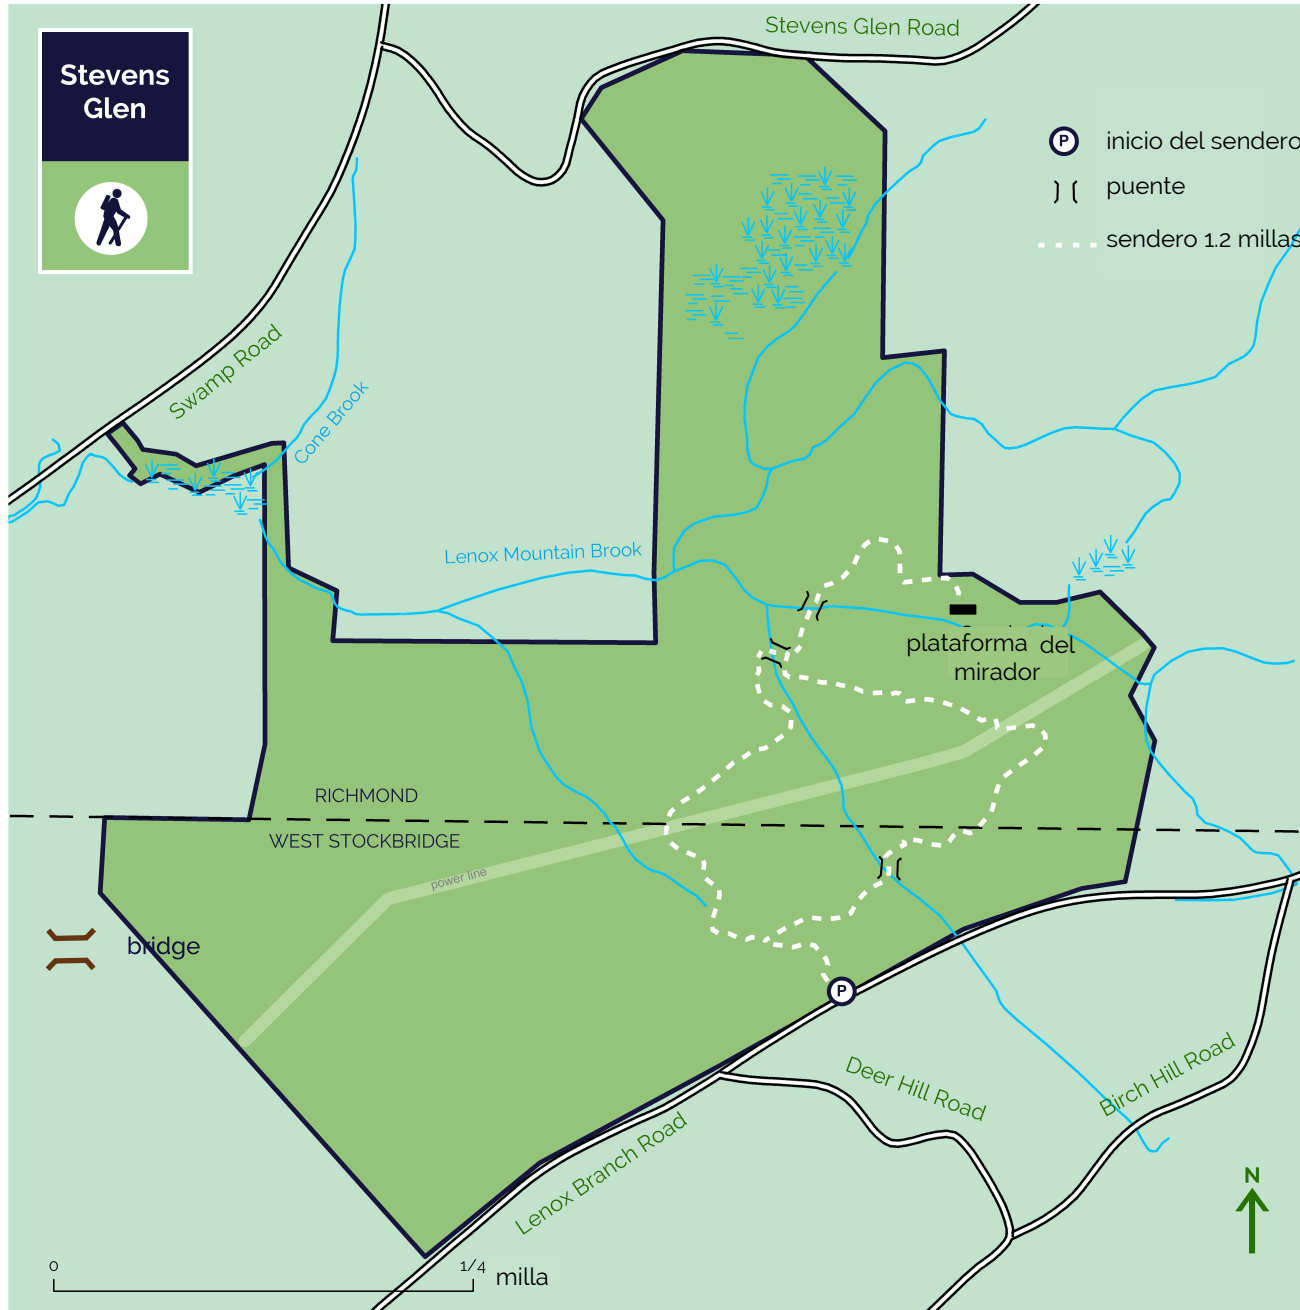 Stevens
Glen
Stevens Glen Road
P
inicio del sendero
puente
sendero 1.2 millas
Swamp Road
Cone Brook
Lenox Mountain Brook
plataforma del
mirador
RICHMOND
WEST STOCKBRIDGE
power line
bridge
P
Deer Hill Road
Birch Hill Road
Lenox Branch Road
N
0
1/4
milla